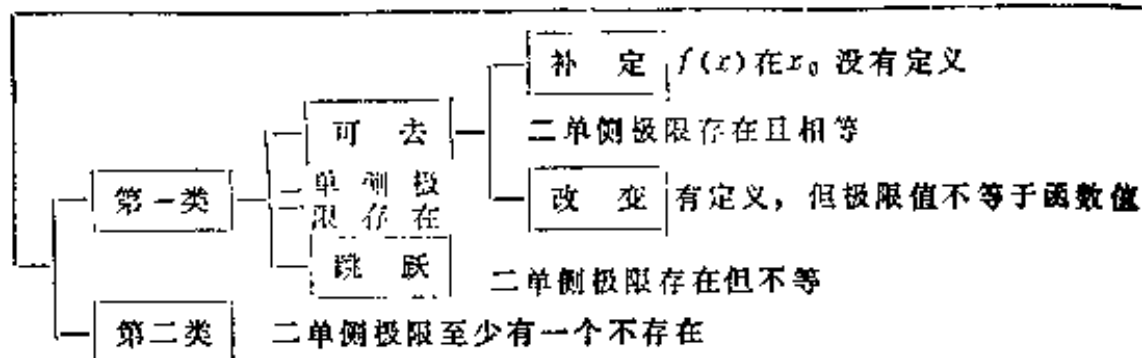 补 定 f(x)在x₀ 没有定义
可 去 二单侧极限存在且相等
第一类 二单侧极限存在
改 变 有定义，但极限值不等于函数值
跳 跃 二单侧极限存在但不等
第二类 二单侧极限至少有一个不存在